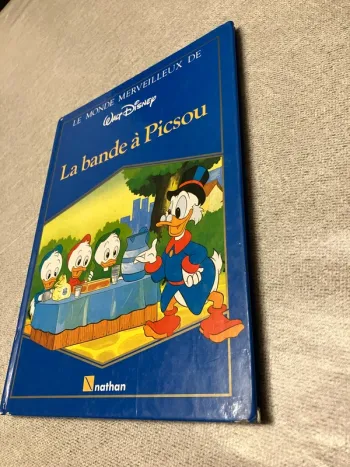 LE MONDE MERVEILLEUX DE
WALT DISNEY
La bande à Picsou
nathan